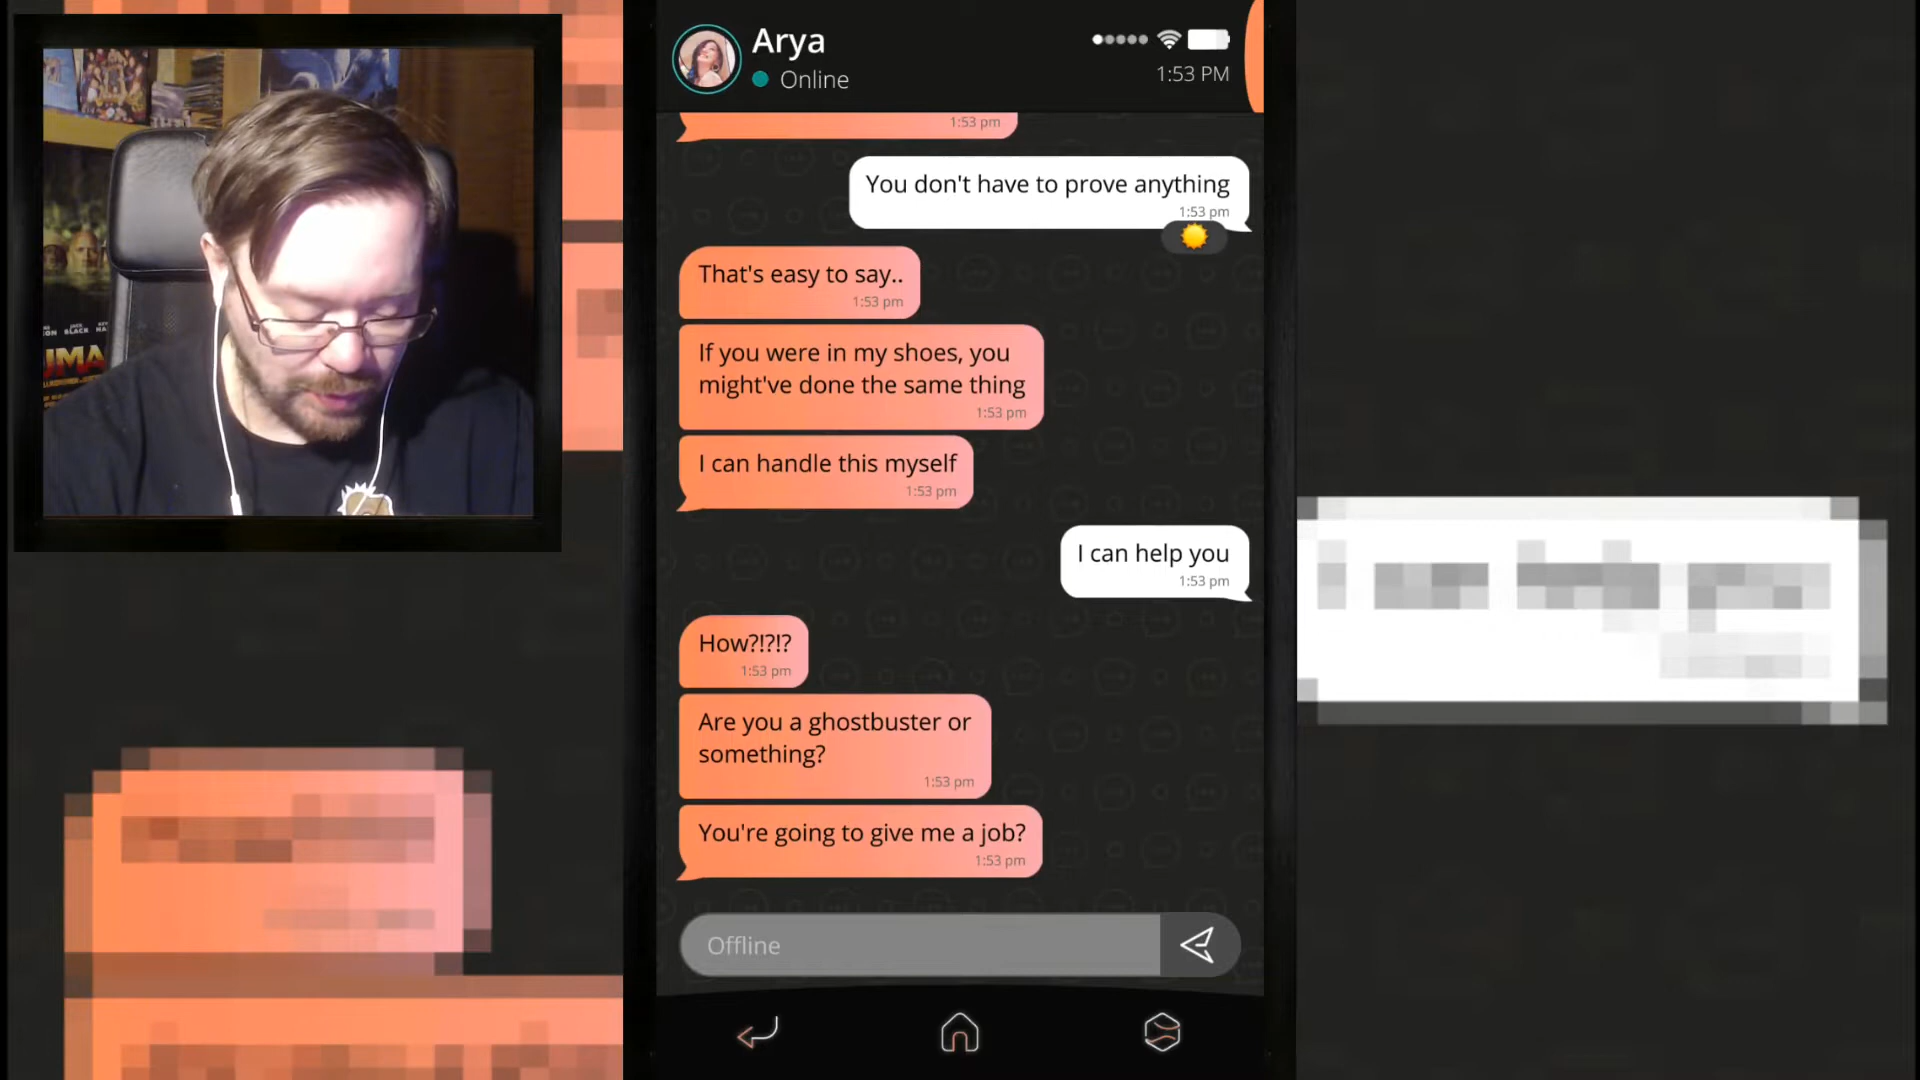 Arya
Online
1:53 PM
1:53 pm
You don't have to prove anything
1:53 pm
That's easy to say..
1:53 pm
If you were in my shoes, you
might've done the same thing
1:53 pm
I can handle this myself
1:53 pm
I can help you
1:53 pm
How?!?!?
1:53 pm
Are you a ghostbuster or
something?
1:53 pm
You're going to give me a job?
1:53 pm
Offline
JACK
BLACK
UMA